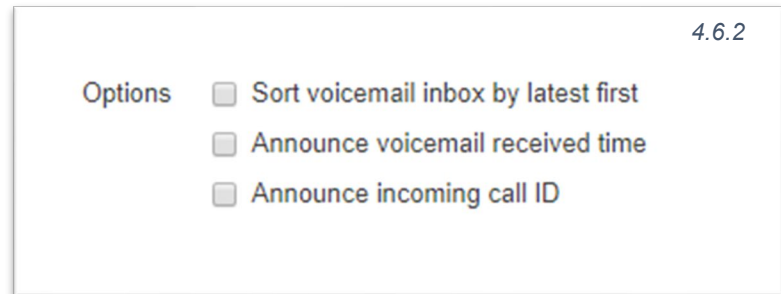 4.6.2
Options Sort voicemail inbox by latest first
Announce voicemail received time
Announce incoming call ID